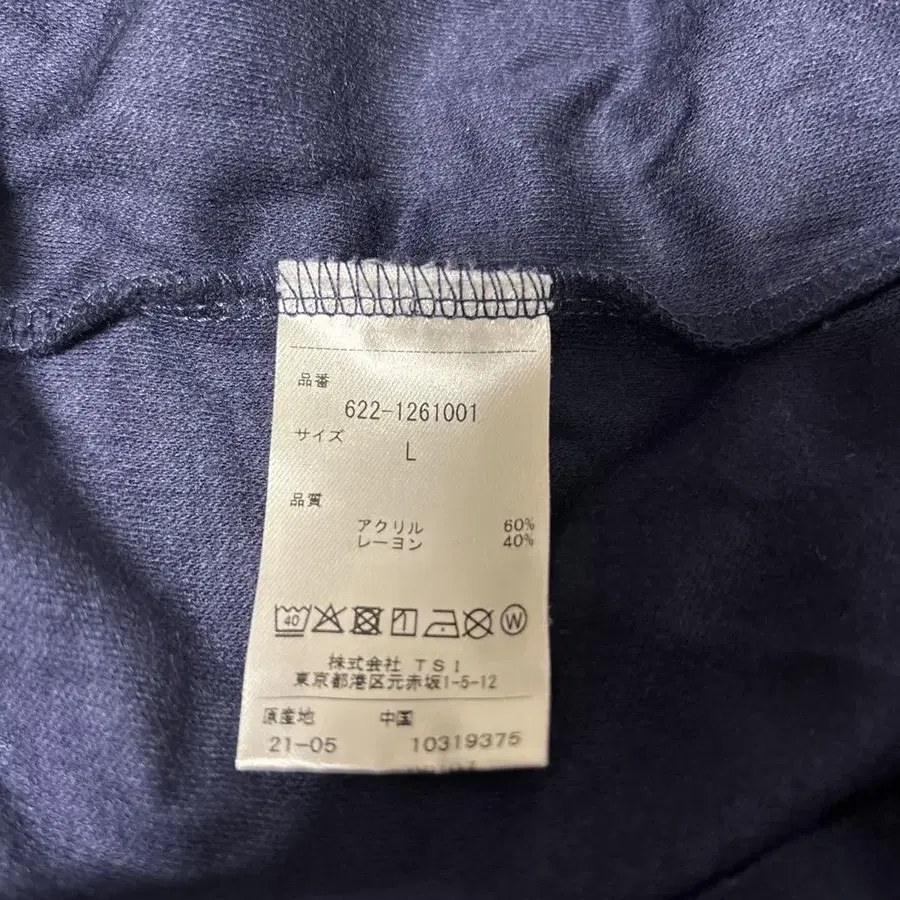 品番
622-1261001
サイズ
L
品質
アクリル 60%
レーヨン 40%
40 W
株式会社 TSI
東京都港区元赤坂1-5-12
原産地 中国
21-05 10319375